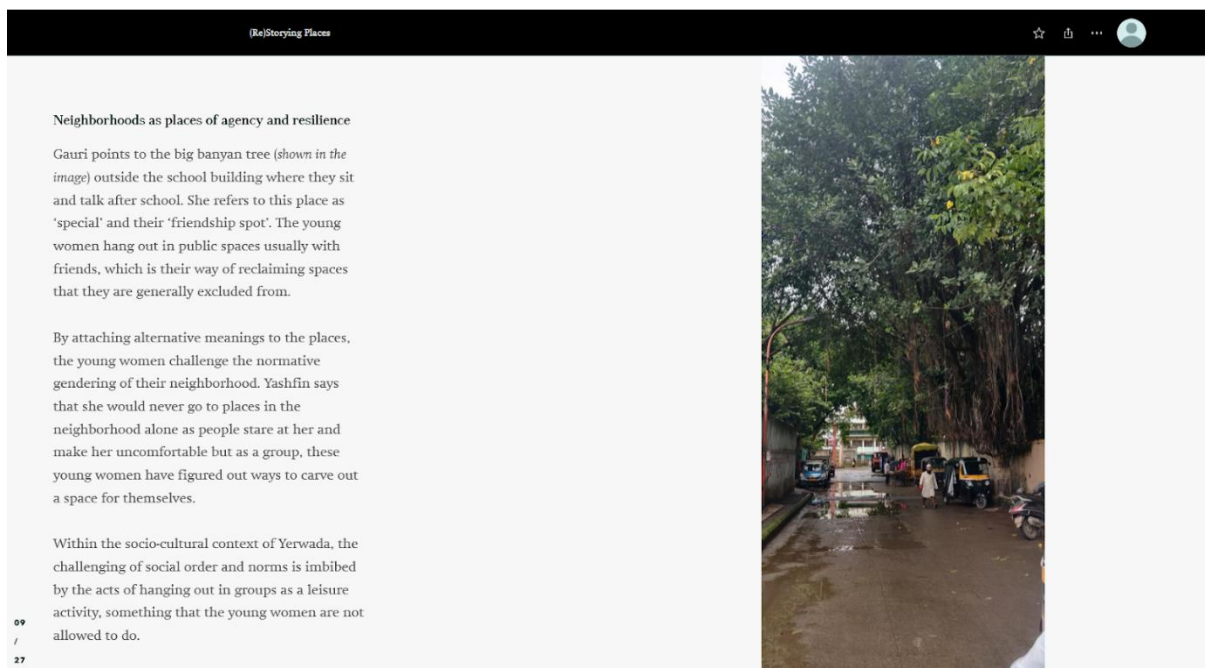 (Re)Storying Places
Neighborhoods as places of agency and resilience
Gauri points to the big banyan tree (shown in the
image) outside the school building where they sit
and talk after school. She refers to this place as
‘special’ and their ‘friendship spot’. The young
women hang out in public spaces usually with
friends, which is their way of reclaiming spaces
that they are generally excluded from.
By attaching alternative meanings to the places,
the young women challenge the normative
gendering of their neighborhood. Yashfin says
that she would never go to places in the
neighborhood alone as people stare at her and
make her uncomfortable but as a group, these
young women have figured out ways to carve out
a space for themselves.
Within the socio-cultural context of Yerwada, the
challenging of social order and norms is imbibed
by the acts of hanging out in groups as a leisure
activity, something that the young women are not
allowed to do.
09
/
27